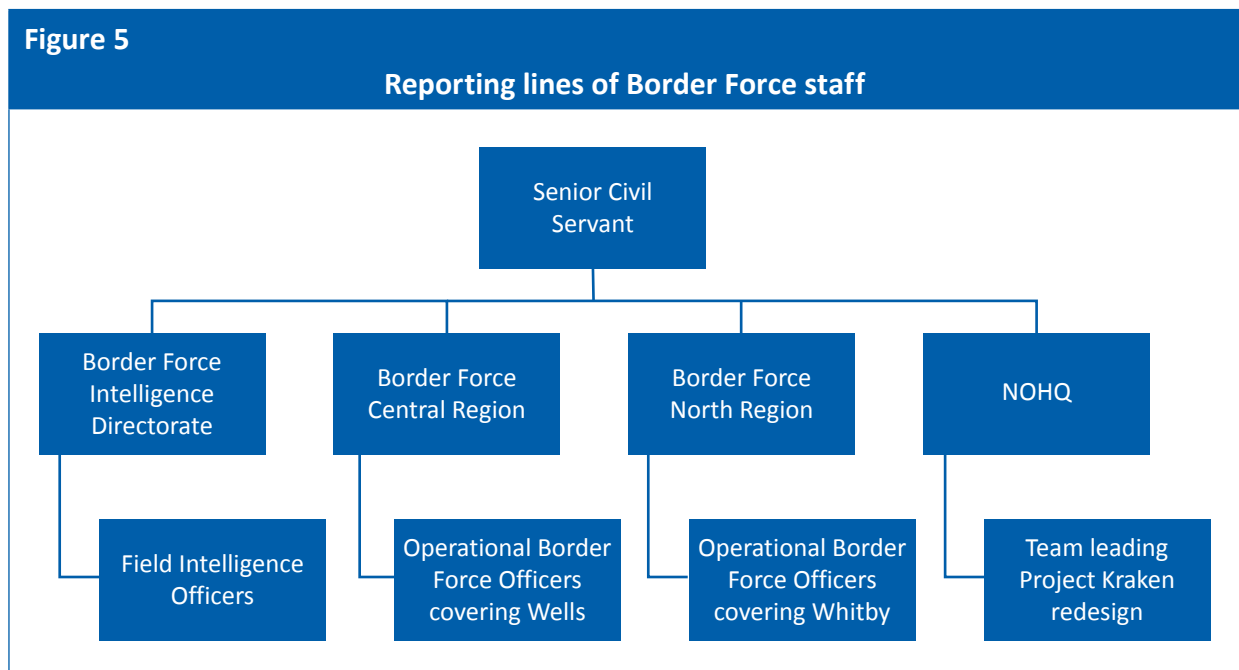 Figure 5
Reporting lines of Border Force staff
Senior Civil
Servant
Border Force
Intelligence
Directorate
Border Force
Central Region
Border Force
North Region
NOHQ
Field Intelligence
Officers
Operational Border
Force Officers
covering Wells
Operational Border
Force Officers
covering Whitby
Team leading
Project Kraken
redesign